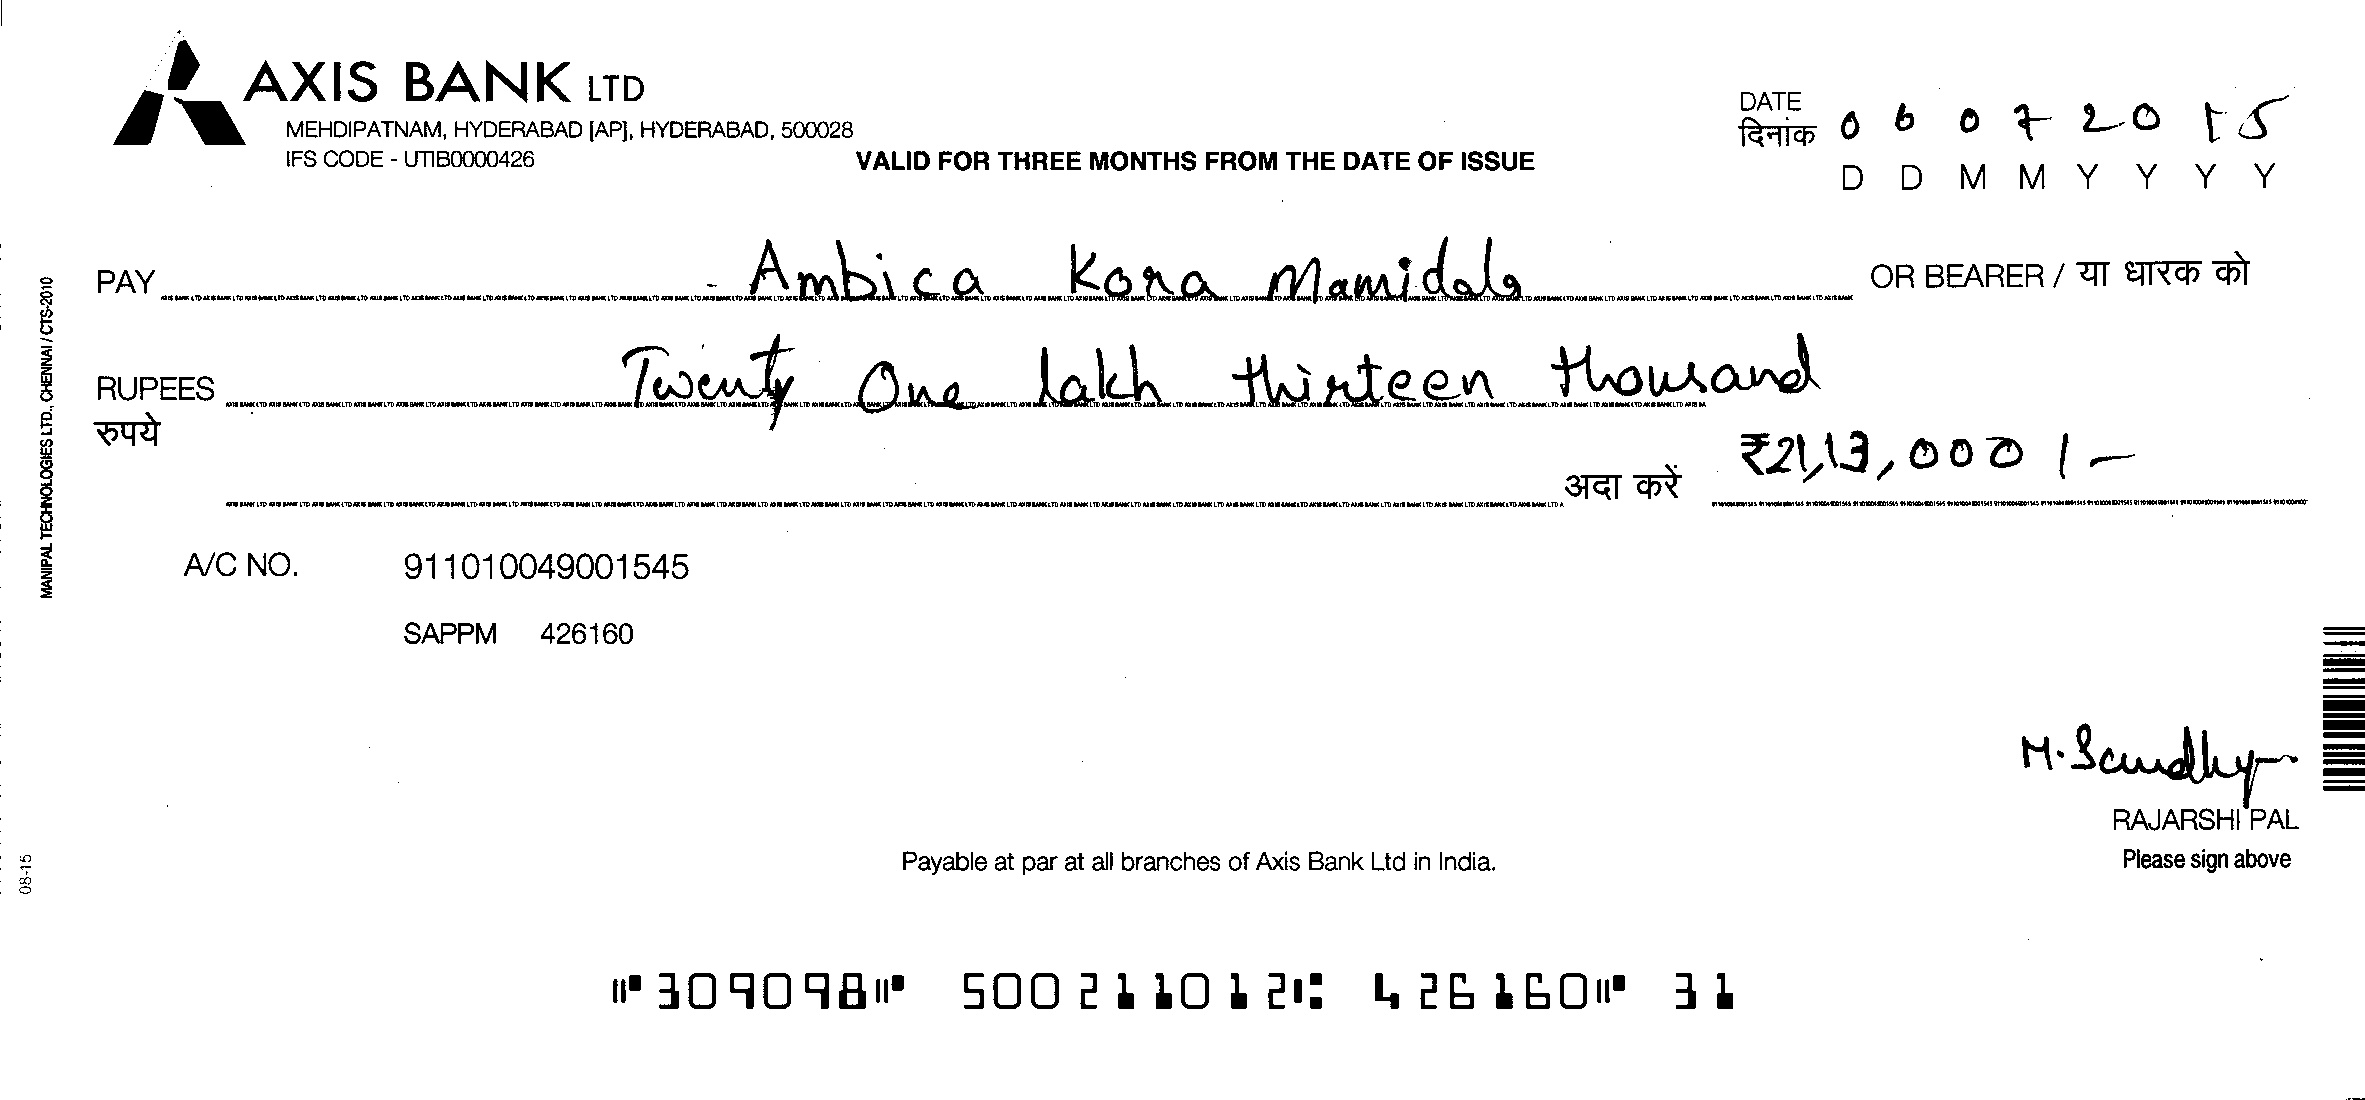 AXIS BANK LTD
MEHDIPATNAM, HYDERABAD [AP], HYDERABAD, 500028
IFS CODE - UTIB0000426
VALID FOR THREE MONTHS FROM THE DATE OF ISSUE
DATE
दिनांक 0 6 0 7 2 0 1 5
D D M M Y Y Y Y
PAY Ambica Kora Mamidala OR BEARER / या धारक को
RUPEES Twenty One lakh thirteen thousand
रुपये
अदा करें ₹21,13,000/-
A/C NO. 911010049001545
SAPPM 426160
M. Sandhya
RAJARSHI PAL
Please sign above
Payable at par at all branches of Axis Bank Ltd in India.
⑈309098⑈ 500211012⑆ 426160⑈ 31
MANIPAL TECHNOLOGIES LTD., CHENNAI / CTS-2010
08-15